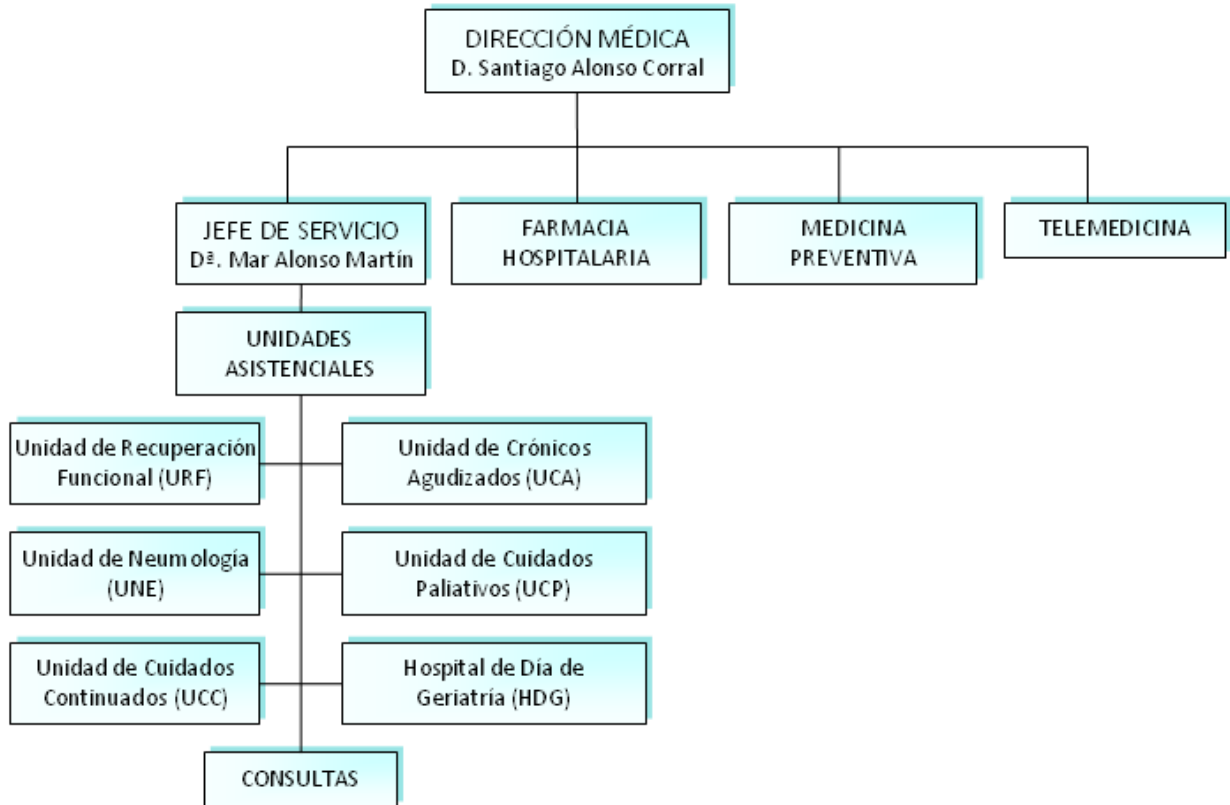 DIRECCIÓN MÉDICA
D. Santiago Alonso Corral
JEFE DE SERVICIO
Dª. Mar Alonso Martín
FARMACIA
HOSPITALARIA
MEDICINA
PREVENTIVA
TELEMEDICINA
UNIDADES
ASISTENCIALES
Unidad de Recuperación
Funcional (URF)
Unidad de Crónicos
Agudizados (UCA)
Unidad de Neumología
(UNE)
Unidad de Cuidados
Paliativos (UCP)
Unidad de Cuidados
Continuados (UCC)
Hospital de Día de
Geriatría (HDG)
CONSULTAS